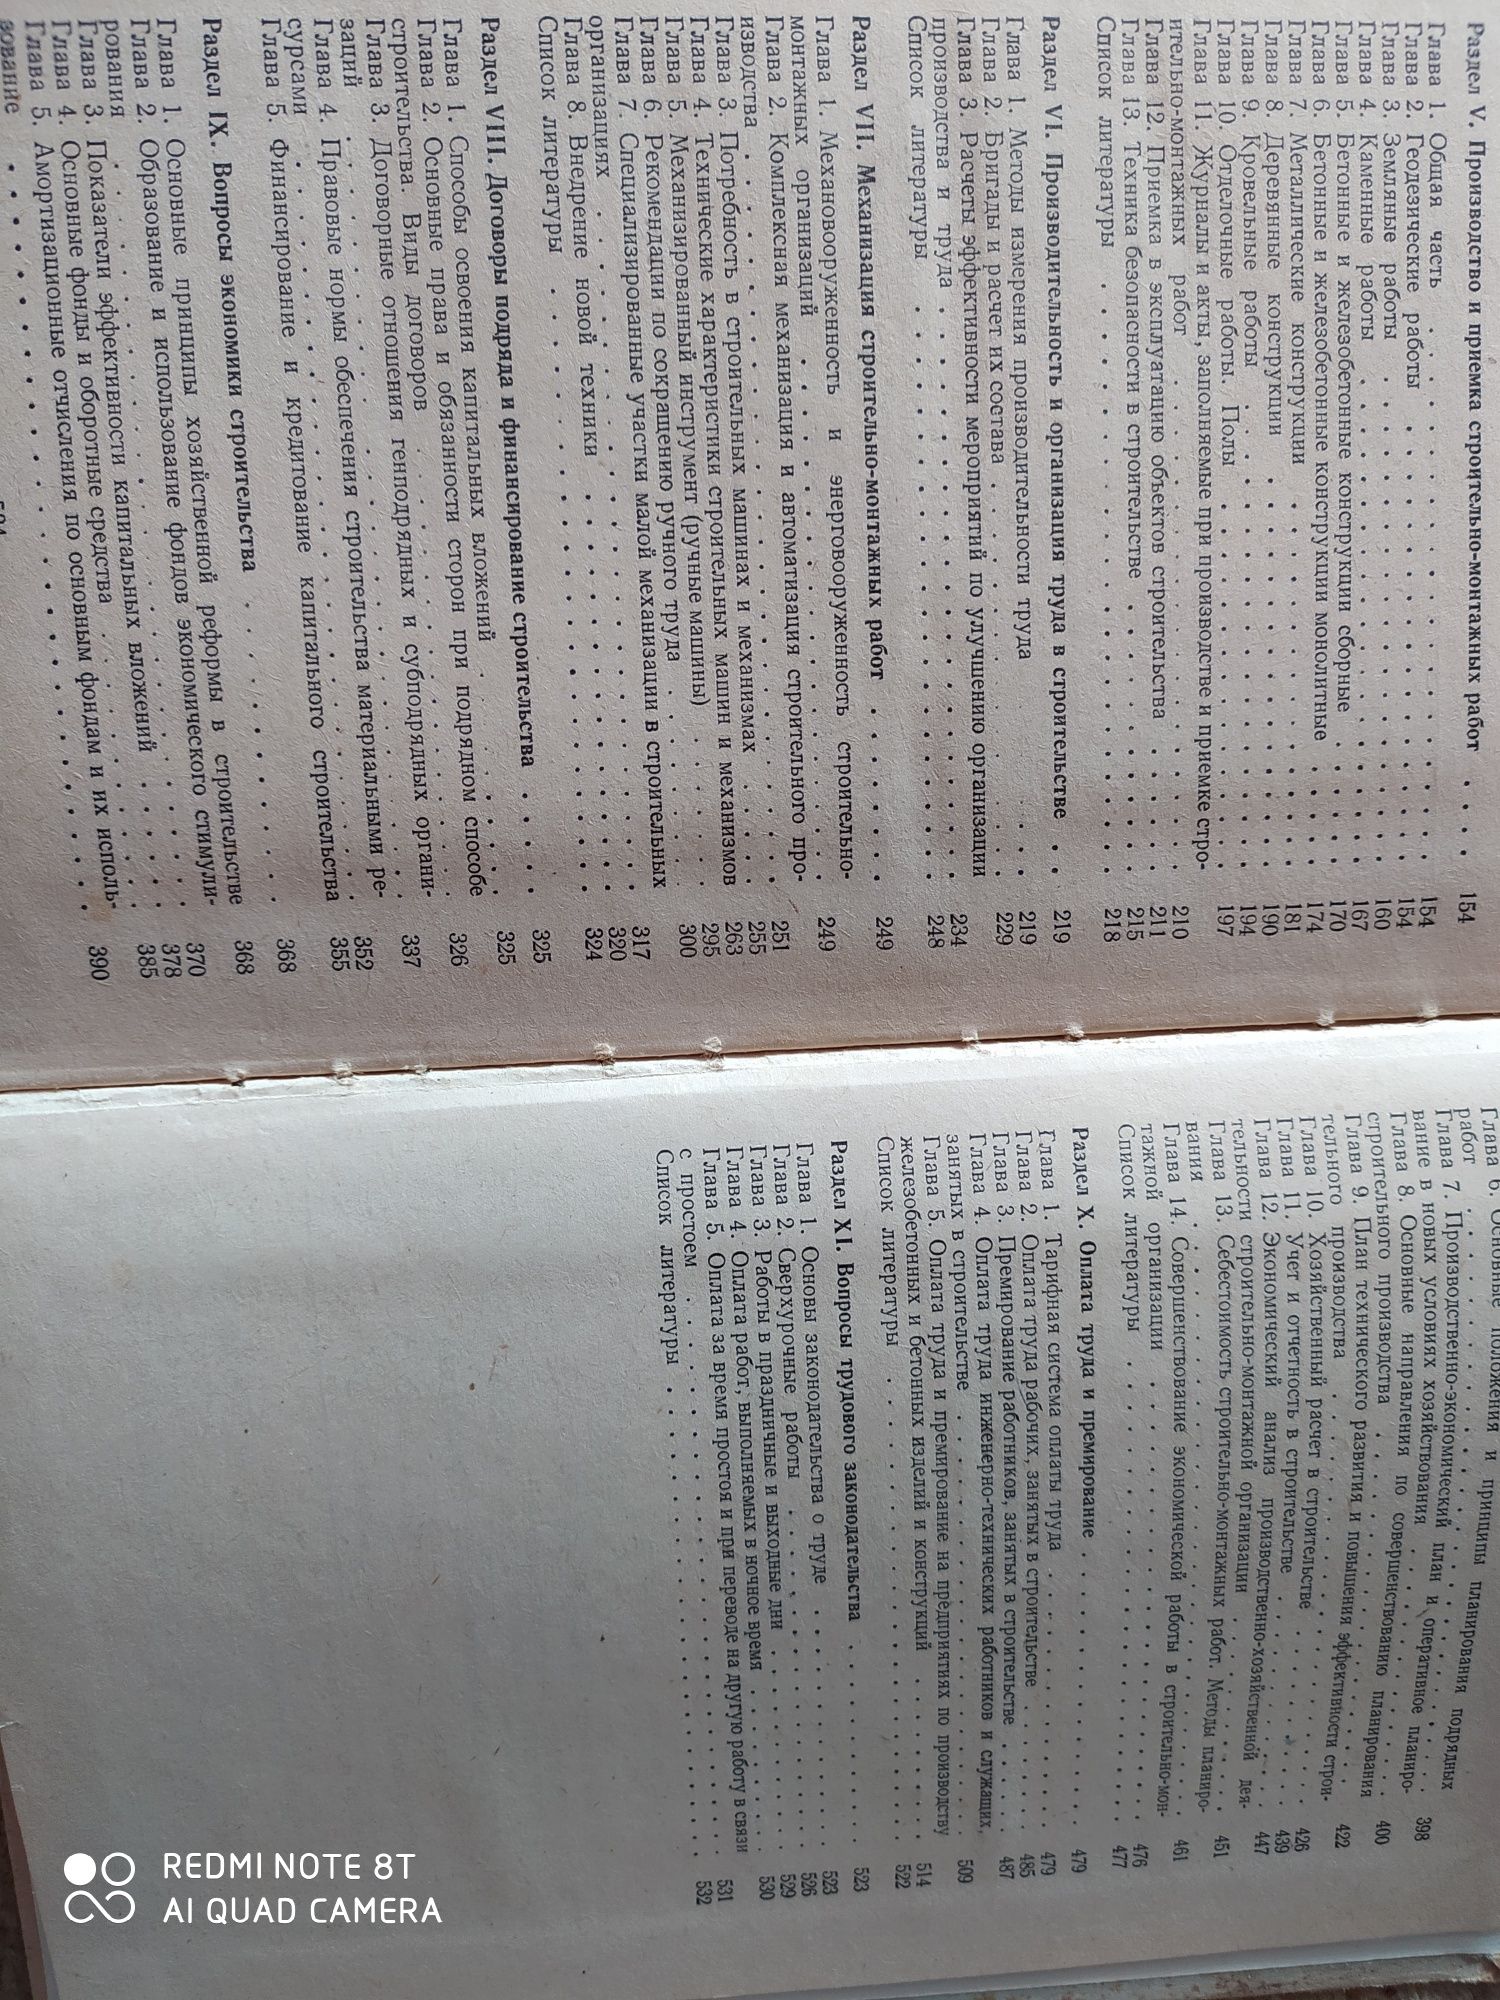 Раздел V. Производство и приемка строительно-монтажных работ . . . . 154
Глава 1. Общая часть . . . . . . . . . . 154
Глава 2. Геодезические работы . . . . . . . . . . 154
Глава 3. Земляные работы . . . . . . . . . . 160
Глава 4. Каменные работы . . . . . . . . . . 167
Глава 5. Бетонные и железобетонные конструкции сборные . . . . . 170
Глава 6. Бетонные и железобетонные конструкции монолитные . . . . 174
Глава 7. Металлические конструкции . . . . . . . . . . 181
Глава 8. Деревянные конструкции . . . . . . . . . . 190
Глава 9. Кровельные работы . . . . . . . . . . 194
Глава 10. Отделочные работы. Полы . . . . . . . . . . 197
Глава 11. Журналы и акты, заполняемые при производстве и приемке стро-
ительно-монтажных работ . . . . . . . . . . 210
Глава 12. Приемка в эксплуатацию объектов строительства . . . . 211
Глава 13. Техника безопасности в строительстве . . . . . . 215
Список литературы . . . . . . . . . . 218
Раздел VI. Производительность и организация труда в строительстве . . 219
Глава 1. Методы измерения производительности труда . . . . 219
Глава 2. Бригады и расчет их состава . . . . . . . . 229
Глава 3. Расчеты эффективности мероприятий по улучшению организации
производства и труда . . . . . . . . . . 234
Список литературы . . . . . . . . . . 248
Раздел VII. Механизация строительно-монтажных работ . . . . . . 249
Глава 1. Механовооруженность и энерговооруженность строительно-
монтажных организаций . . . . . . . . . . 249
Глава 2. Комплексная механизация и автоматизация строительного про-
изводства . . . . . . . . . . 251
Глава 3. Потребность в строительных машинах и механизмах . . . . 255
Глава 4. Технические характеристики строительных машин и механизмов 263
Глава 5. Механизированный инструмент (ручные машины) . . . . 295
Глава 6. Рекомендации по сокращению ручного труда . . . . 300
Глава 7. Специализированные участки малой механизации в строительных
организациях . . . . . . . . . . 317
Глава 8. Внедрение новой техники . . . . . . . . . . 320
Список литературы . . . . . . . . . . 324
Раздел VIII. Договоры подряда и финансирование строительства . . . . 325
Глава 1. Способы освоения капитальных вложений . . . . . . 325
Глава 2. Основные права и обязанности сторон при подрядном способе
строительства. Виды договоров . . . . . . . . . . 326
Глава 3. Договорные отношения генподрядных и субподрядных органи-
заций . . . . . . . . . . 337
Глава 4. Правовые нормы обеспечения строительства материальными ре-
сурсами . . . . . . . . . . 352
Глава 5. Финансирование и кредитование капитального строительства 355
368
Раздел IX. Вопросы экономики строительства . . . . . . . . 368
Глава 1. Основные принципы хозяйственной реформы в строительстве 370
Глава 2. Образование и использование фондов экономического стимули-
рования . . . . . . . . . . 378
Глава 3. Показатели эффективности капитальных вложений . . . . 385
Глава 4. Основные фонды и оборотные средства . . . . . .
Глава 5. Амортизационные отчисления по основным фондам и их исполь- 390
зование . . . .
Глава 6. Основные положения и принципы планирования подрядных
работ . . . . . . . . . .
Глава 7. Производственно-экономический план и оперативное планиро-
вание в новых условиях хозяйствования . . . . . . . . 398
Глава 8. Основные направления по совершенствованию планирования
строительного производства . . . . . . . . . . 400
Глава 9. План технического развития и повышения эффективности строи-
тельного производства . . . . . . . . . . 422
Глава 10. Хозяйственный расчет в строительстве . . . . . . 426
Глава 11. Учет и отчетность в строительстве . . . . . . 439
Глава 12. Экономический анализ производственно-хозяйственной дея-
тельности строительно-монтажной организации . . . . . . 447
Глава 13. Себестоимость строительно-монтажных работ. Методы планиро-
вания . . . . . . . . . . 451
Глава 14. Совершенствование экономической работы в строительно-мон-
тажной организации . . . . . . . . . . 461
476
Список литературы . . . . . . . . . . 477
Раздел X. Оплата труда и премирование . . . . . . . . 479
Глава 1. Тарифная система оплаты труда . . . . . . . . 479
Глава 2. Оплата труда рабочих, занятых в строительстве . . . . 485
Глава 3. Премирование работников, занятых в строительстве . . . . 487
Глава 4. Оплата труда инженерно-технических работников и служащих,
занятых в строительстве . . . . . . . . . . 509
Глава 5. Оплата труда и премирование на предприятиях по производству
железобетонных и бетонных изделий и конструкций . . . . . . 514
Список литературы . . . . . . . . . . 522
Раздел XI. Вопросы трудового законодательства . . . . . . 523
Глава 1. Основы законодательства о труде . . . . . . 523
Глава 2. Сверхурочные работы . . . . . . . . . . 526
Глава 3. Работы в праздничные и выходные дни . . . . . . 529
Глава 4. Оплата работ, выполняемых в ночное время . . . . . . 530
Глава 5. Оплата за время простоя и при переводе на другую работу в связи
с простоем . . . . . . . . . . 531
Список литературы . . . . . . . . . . 532
REDMI NOTE 8T
AI QUAD CAMERA